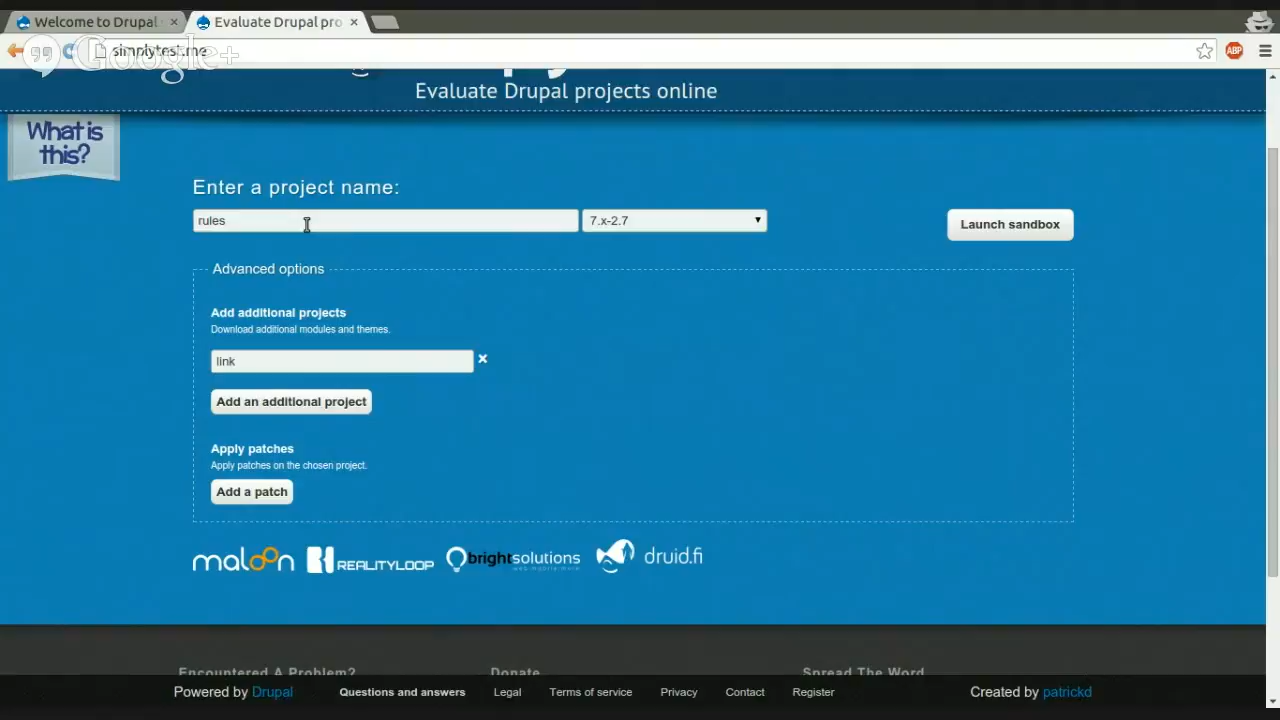 Welcome to Drupal
Evaluate Drupal pro
simplytest.me
Google+
ABP
Evaluate Drupal projects online
What is
this?
Enter a project name:
rules
7.x-2.7
Launch sandbox
Advanced options
Add additional projects
Download additional modules and themes.
link
Add an additional project
Apply patches
Apply patches on the chosen project.
Add a patch
maloon
REALITYLOOP
brightsolutions
druid.fi
Encountered A Problem?
Donate
Spread The Word
Powered by Drupal
Questions and answers
Legal
Terms of service
Privacy
Contact
Register
Created by patrickd